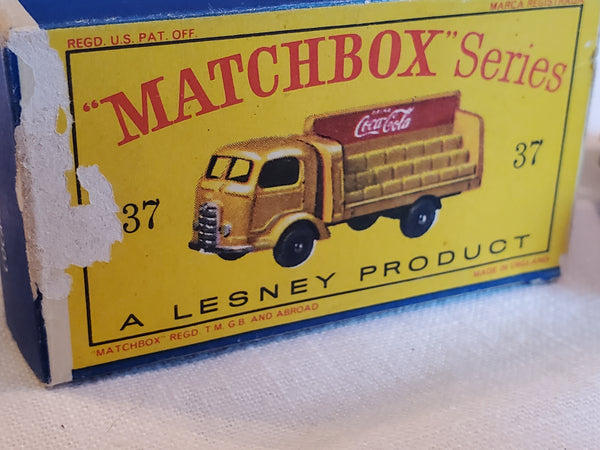 REGD. U.S. PAT. OFF.
MARCA REGISTRADA
"MATCHBOX" Series
DRINK
Coca-Cola
37
37
A LESNEY PRODUCT
MADE IN ENGLAND
"MATCHBOX" REGD. T.M. G.B. AND ABROAD